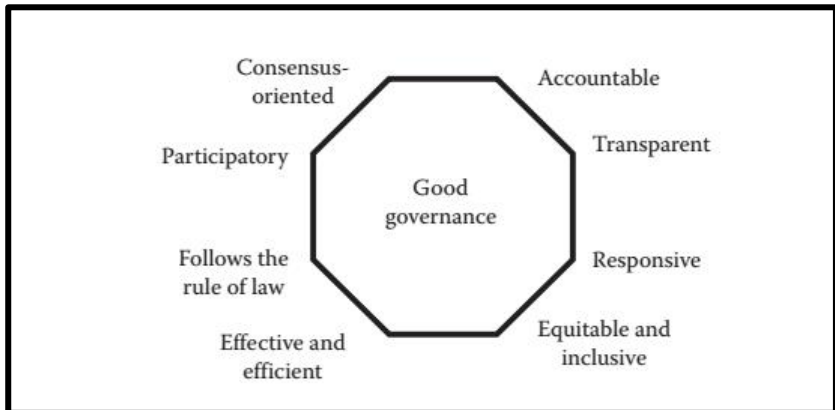 Consensus-
oriented
Accountable
Participatory
Transparent
Good
governance
Follows the
rule of law
Responsive
Effective and
efficient
Equitable and
inclusive